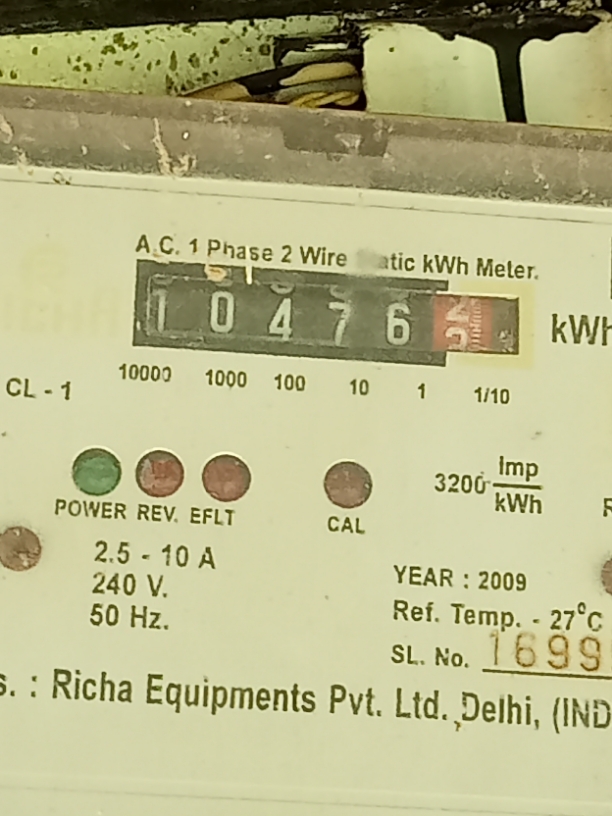 A.C. 1 Phase 2 Wire atic kWh Meter.
1 0 4 7 6
kWh
10000 1000 100 10 1 1/10
CL - 1
3200 Imp/kWh
POWER REV. EFLT
CAL
2.5 - 10 A
240 V.
50 Hz.
YEAR : 2009
Ref. Temp. - 27°C
SL. No. 1699
s. : Richa Equipments Pvt. Ltd. Delhi, (IND